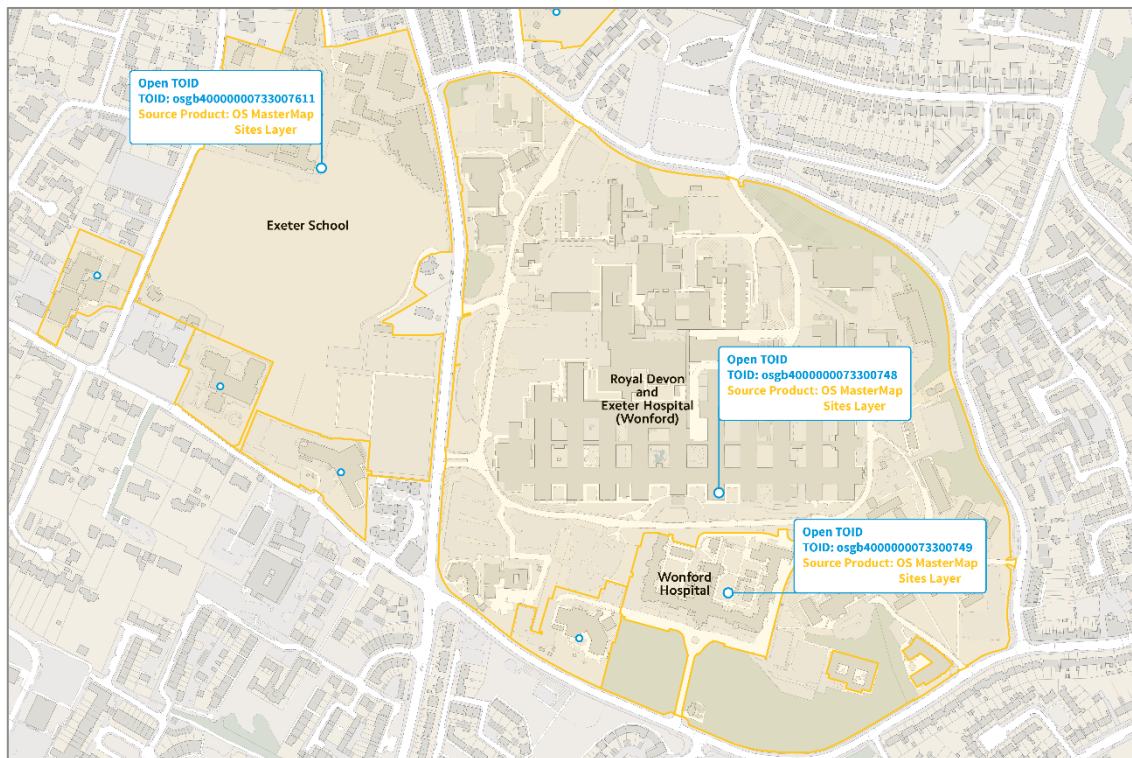 Open TOID
TOID: osgb40000000733007611
Source Product: OS MasterMap
Sites Layer
Exeter School
Open TOID
TOID: osgb4000000073300748
Source Product: OS MasterMap
Sites Layer
Royal Devon
and
Exeter Hospital
(Wonford)
Open TOID
TOID: osgb4000000073300749
Source Product: OS MasterMap
Sites Layer
Wonford
Hospital